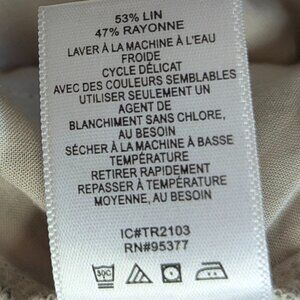 53% LIN
47% RAYONNE
LAVER À LA MACHINE À L'EAU
FROIDE
CYCLE DÉLICAT
AVEC DES COULEURS SEMBLABLES
UTILISER SEULEMENT UN
AGENT DE
BLANCHIMENT SANS CHLORE,
AU BESOIN
SÉCHER À LA MACHINE À BASSE
TEMPÉRATURE
RETIRER RAPIDEMENT
REPASSER À TEMPÉRATURE
MOYENNE, AU BESOIN
IC#TR2103
RN#95377